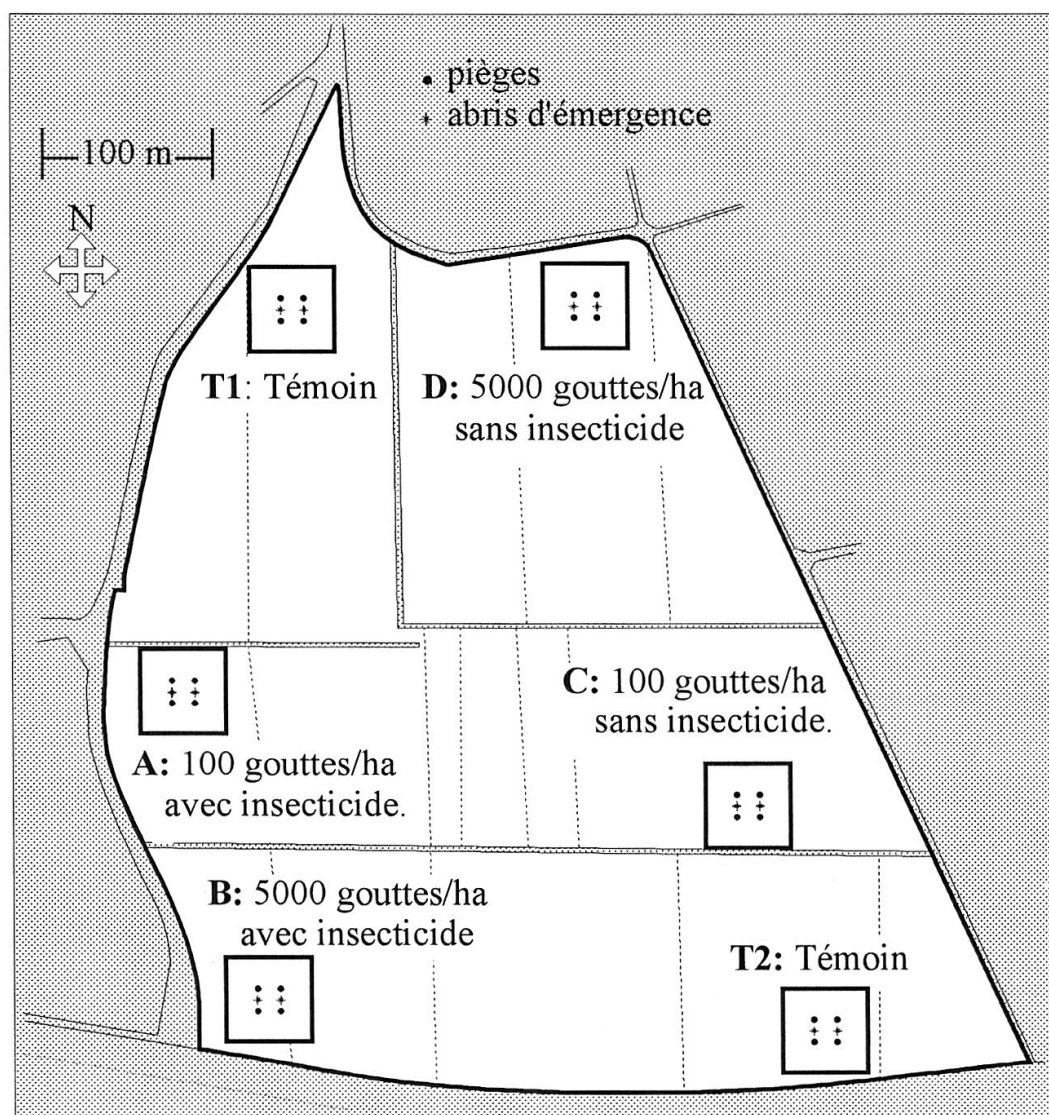 • pièges
+ abris d'émergence
100 m
N
T1: Témoin
D: 5000 gouttes/ha
sans insecticide
C: 100 gouttes/ha
sans insecticide.
A: 100 gouttes/ha
avec insecticide.
B: 5000 gouttes/ha
avec insecticide
T2: Témoin